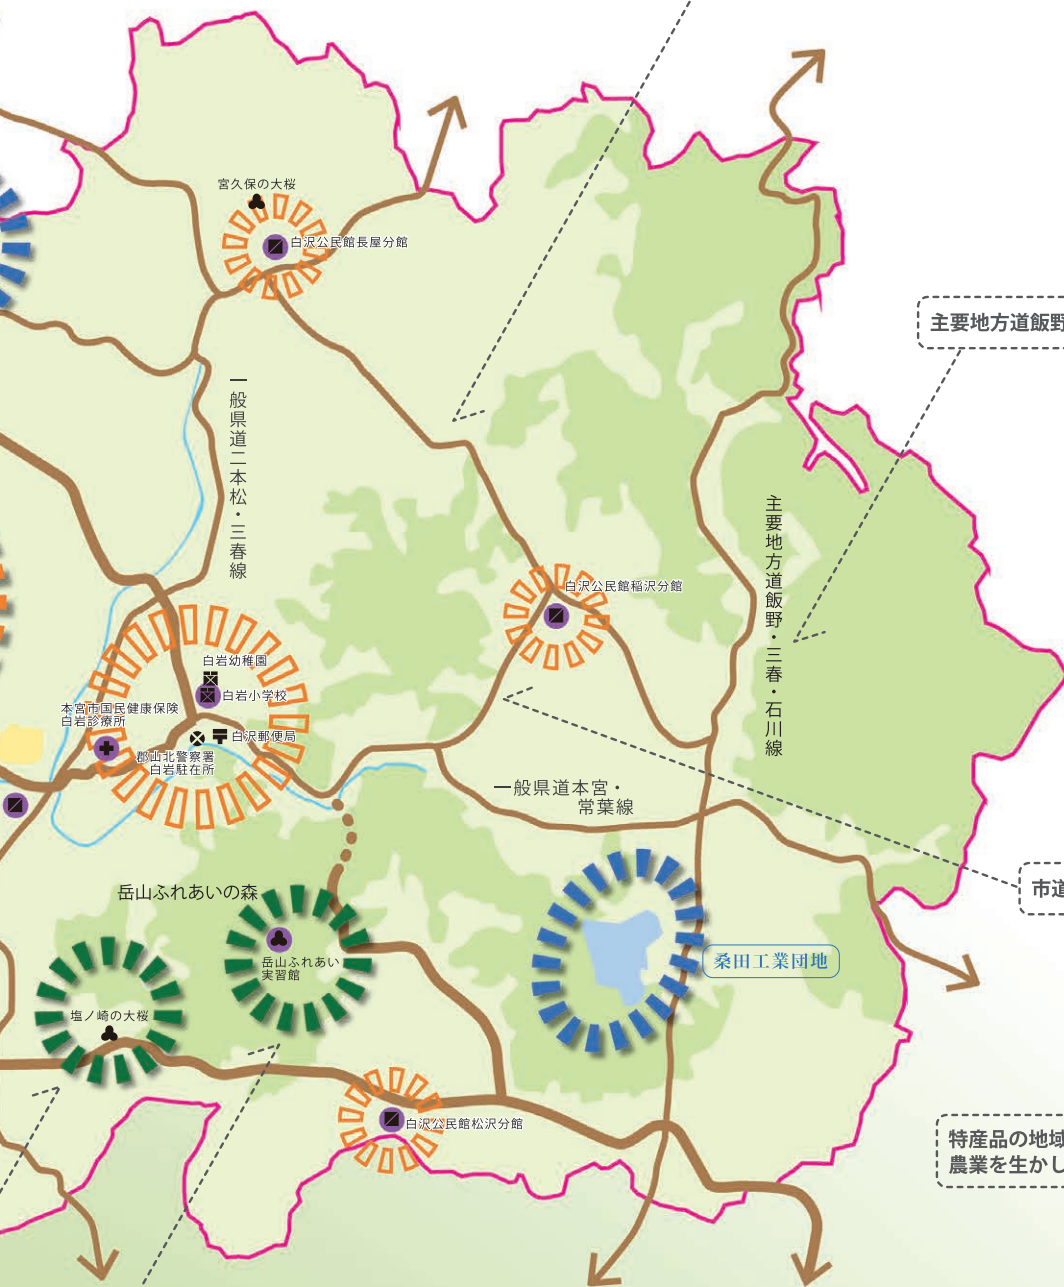 宮久保の大桜
白沢公民館長屋分館
主要地方道飯野
一般県道二本松・三春線
主要地方道飯野・三春・石川線
白沢公民館稲沢分館
白岩幼稚園
白岩小学校
本宮市国民健康保険
白岩診療所
白沢郵便局
郡山北警察署
白岩駐在所
一般県道本宮・
常葉線
岳山ふれあいの森
市道
岳山ふれあい
実習館
桑田工業団地
塩ノ崎の大桜
白沢公民館松沢分館
特産品の地域
農業を生かし